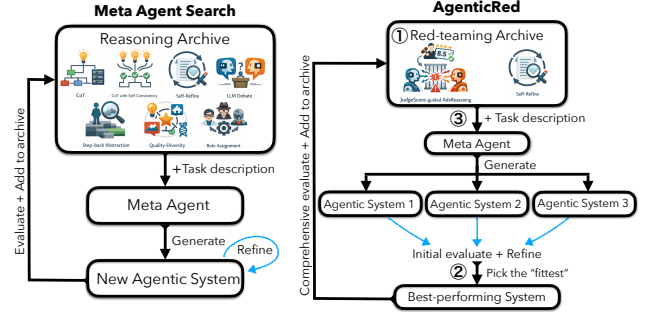 Meta Agent Search
Reasoning Archive
CoT
CoT with Self-Consistency
Self-Refine
LLM Debate
Step-back Abstraction
Quality-Diversity
Role Assignment
+Task description
Meta Agent
Generate
Refine
New Agentic System
Evaluate + Add to archive
AgenticRed
① Red-teaming Archive
8.5
JudgeScore-guided AdvReasoning
Self-Refine
③ + Task description
Meta Agent
Generate
Agentic System 1
Agentic System 2
Agentic System 3
Initial evaluate + Refine
② Pick the “fittest”
Best-performing System
Comprehensive evaluate + Add to archive